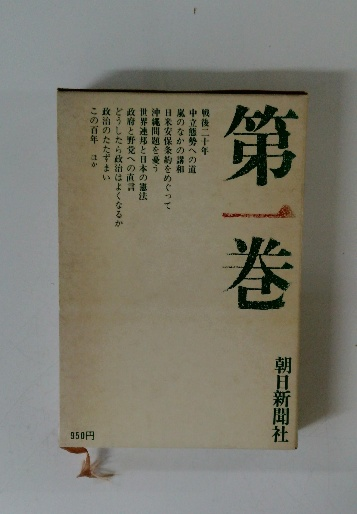 第一巻
朝日新聞社
戦後二十年
中立態勢への道
嵐のなかの講和
日米安保条約をめぐって
沖縄問題を憂う
世界連邦と日本の憲法
政府と野党への直言
どうしたら政治はよくなるか
政治のたたずまい
この百年 ほか
950円